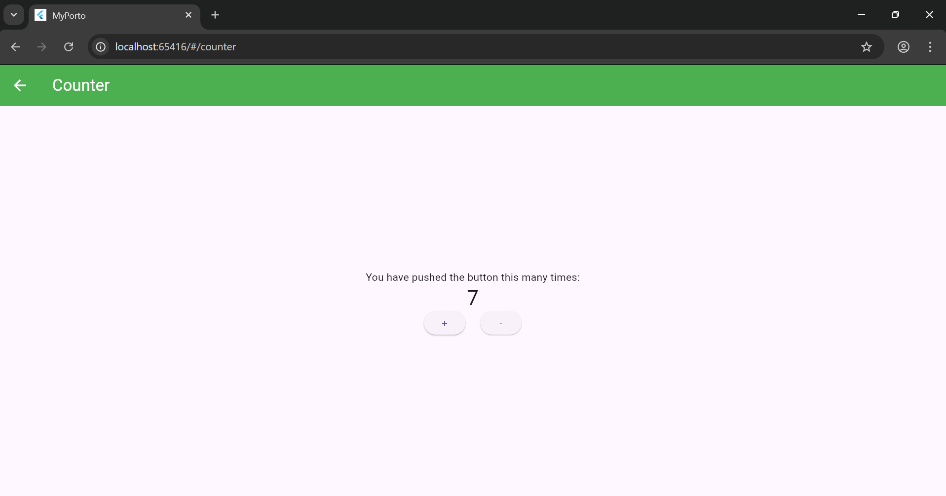 MyPorto
localhost:65416/#/counter
Counter
You have pushed the button this many times:
7
+ -